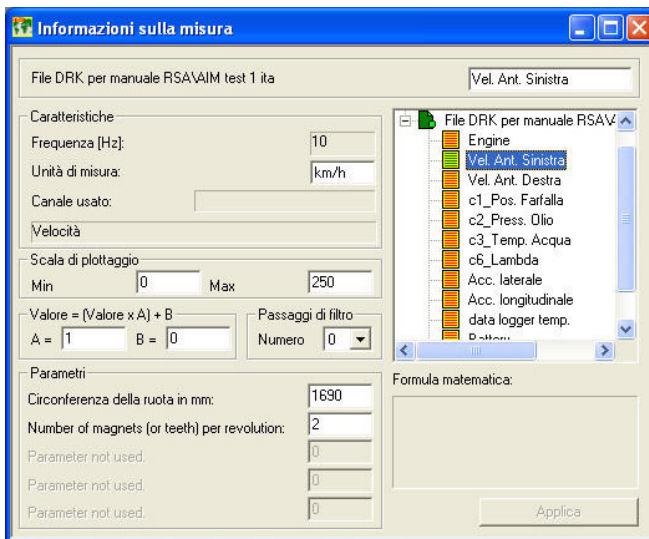 Informazioni sulla misura
File DRK per manuale RSA\AIM test 1 ita
Vel. Ant. Sinistra
Caratteristiche
Frequenza [Hz]: 10
Unità di misura: km/h
Canale usato:
Velocità
Scala di plottaggio
Min 0 Max 250
Valore = (Valore x A) + B
A = 1 B = 0
Passaggi di filtro
Numero 0
Parametri
Circonferenza della ruota in mm: 1690
Number of magnets (or teeth) per revolution: 2
Parameter not used. 0
Parameter not used. 0
Parameter not used. 0
File DRK per manuale RSA\
Engine
Vel. Ant. Sinistra
Vel. Ant. Destra
c1_Pos. Farfalla
c2_Press. Olio
c3_Temp. Acqua
c6_Lambda
Acc. laterale
Acc. longitudinale
data logger temp.
Battery
Formula matematica:
Applica